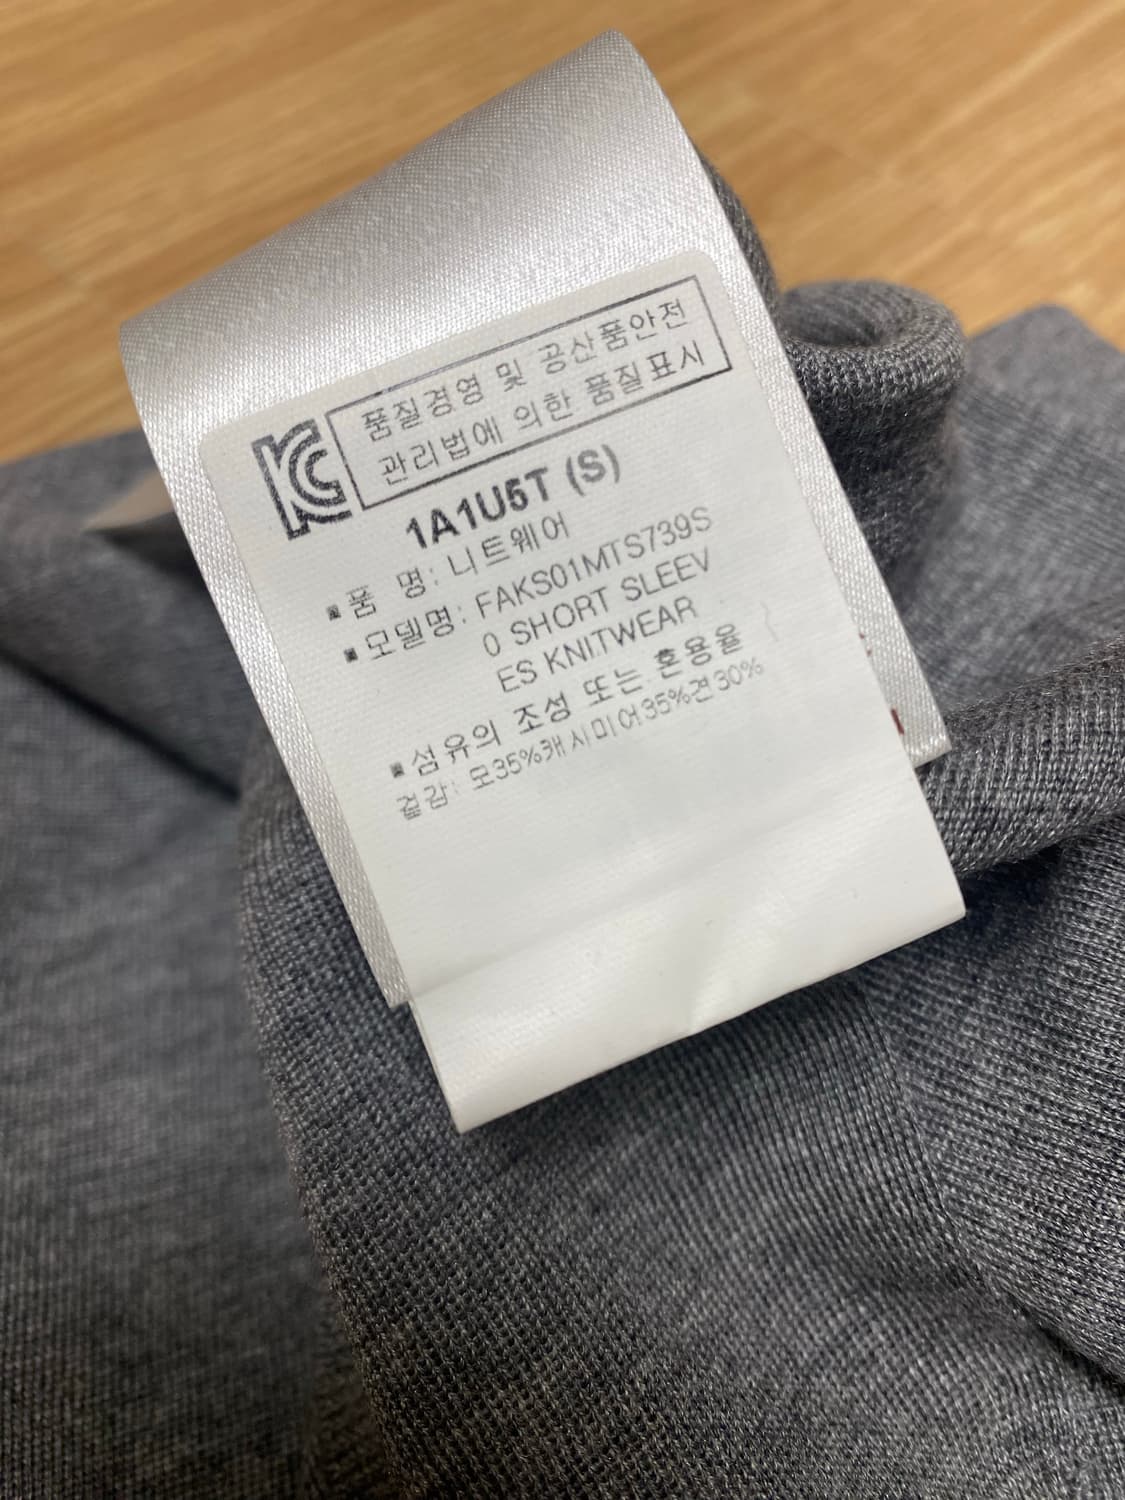 품질경영 및 공산품안전
관리법에 의한 품질표시
1A1U5T (S)
■품 명: 니트웨어
■모델명: FAKS01MTS739S
0 SHORT SLEEV
ES KNITWEAR
■섬유의 조성 또는 혼용율
겉감: 모35%캐시미어35%견30%